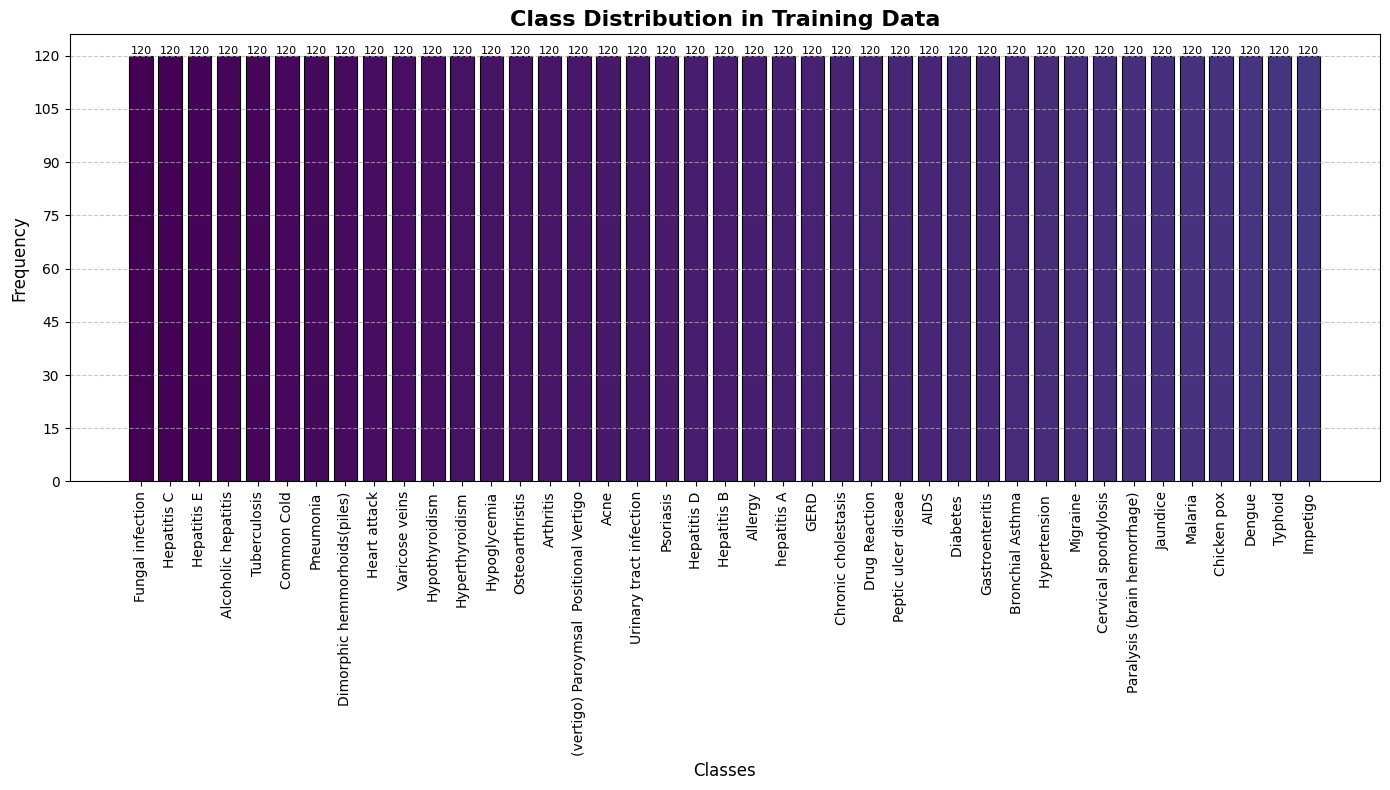 Class Distribution in Training Data
120 120 120 120 120 120 120 120 120 120 120 120 120 120 120 120 120 120 120 120 120 120 120 120 120 120 120 120 120 120 120 120 120 120 120 120 120 120 120 120 120
120
105
90
75
60
45
30
15
0
Frequency
Fungal infection
Hepatitis C
Hepatitis E
Alcoholic hepatitis
Tuberculosis
Common Cold
Pneumonia
Dimorphic hemmorhoids(piles)
Heart attack
Varicose veins
Hypothyroidism
Hyperthyroidism
Hypoglycemia
Osteoarthristis
Arthritis
(vertigo) Paroymsal  Positional Vertigo
Acne
Urinary tract infection
Psoriasis
Hepatitis D
Hepatitis B
Allergy
hepatitis A
GERD
Chronic cholestasis
Drug Reaction
Peptic ulcer diseae
AIDS
Diabetes
Gastroenteritis
Bronchial Asthma
Hypertension
Migraine
Cervical spondylosis
Paralysis (brain hemorrhage)
Jaundice
Malaria
Chicken pox
Dengue
Typhoid
Impetigo
Classes